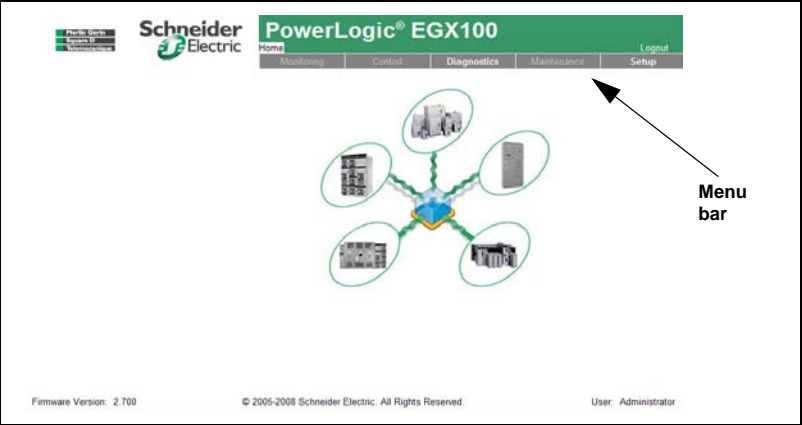 Merlin Gerin
Square D
Telemecanique
Schneider
Electric
PowerLogic® EGX100
Home
Logout
Monitoring
Control
Diagnostics
Maintenance
Setup
Menu
bar
Firmware Version: 2.700
© 2005-2008 Schneider Electric. All Rights Reserved.
User: Administrator